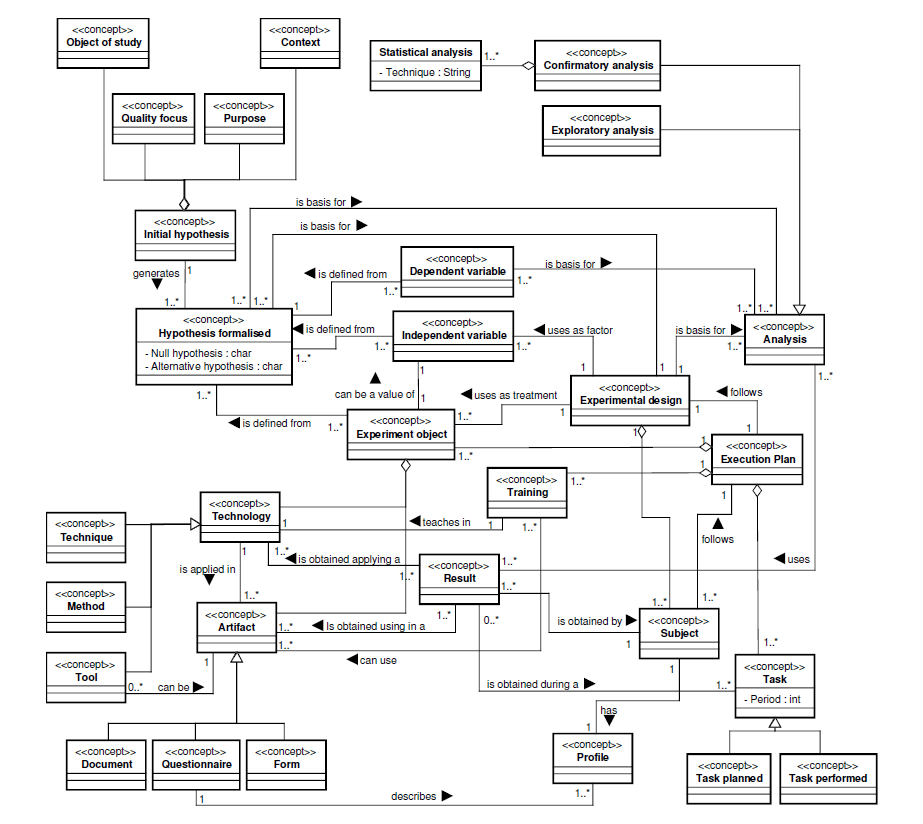 <<concept>>
Object of study
<<concept>>
Context
Statistical analysis
- Technique : String
1..*
<<concept>>
Confirmatory analysis
<<concept>>
Quality focus
<<concept>>
Purpose
<<concept>>
Exploratory analysis
is basis for
<<concept>>
Initial hypothesis
is basis for
generates
1
<<concept>>
Dependent variable
is basis for
is defined from
1..*
1..*
1..*
1..*
1..*
1
1..*
1..*
1..*
<<concept>>
Hypothesis formalised
- Null hypothesis : char
- Alternative hypothesis : char
is defined from
1..*
1..*
<<concept>>
Independent variable
1..*
uses as factor
is basis for
1..*
<<concept>>
Analysis
1..*
1
1
1
1
can be a value of
1
<<concept>>
Experimental design
follows
1
1
1..*
is defined from
1..*
uses as treatment
1
1..*
<<concept>>
Experiment object
1..*
1
1
1
<<concept>>
Execution Plan
<<concept>>
Training
1..*
1
<<concept>>
Technology
1
teaches in
1
1..*
follows
<<concept>>
Technique
1
1..*
is obtained applying a
1..*
<<concept>>
Result
1..*
1..*
uses
is applied in
<<concept>>
Method
1..*
<<concept>>
Artifact
1..*
Is obtained using in a
1..*
0..*
is obtained by
1
1..*
1..*
<<concept>>
Subject
1..*
1..*
can use
1
1
<<concept>>
Tool
0..*
can be
is obtained during a
1..*
<<concept>>
Task
- Period : int
has
1
<<concept>>
Document
<<concept>>
Questionnaire
<<concept>>
Form
<<concept>>
Profile
<<concept>>
Task planned
<<concept>>
Task performed
1
describes
1..*